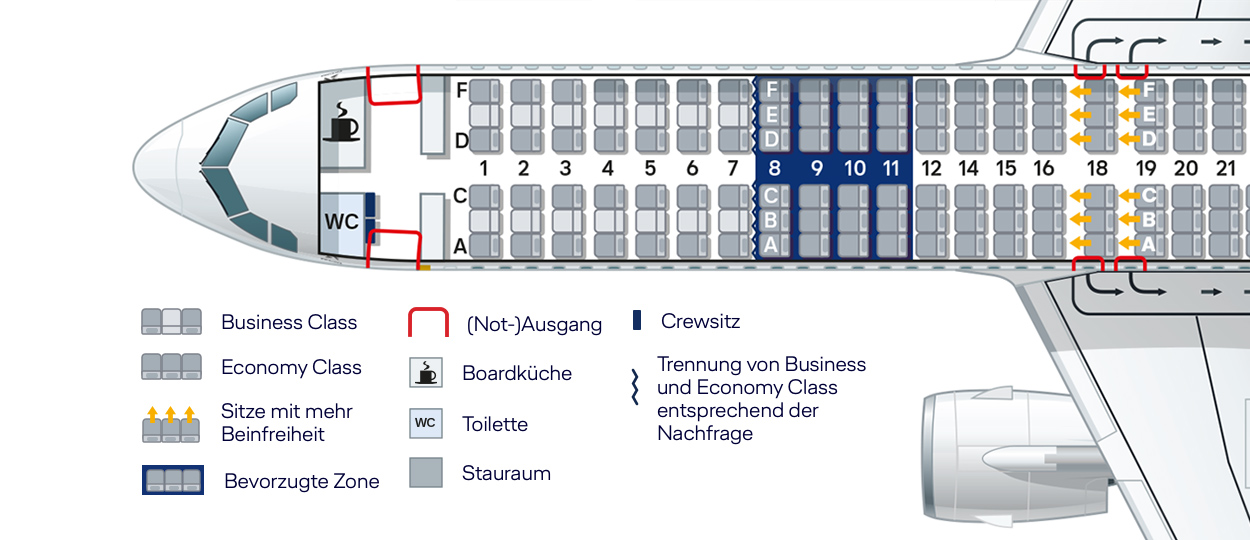 F F F
E E
D D D
1 2 3 4 5 6 7 8 9 10 11 12 14 15 16 18 19 20 21
WC
C C C
B B
A A A
Business Class
Economy Class
Sitze mit mehr
Beinfreiheit
Bevorzugte Zone
(Not-)Ausgang
Boardküche
WC Toilette
Stauraum
Crewsitz
Trennung von Business
und Economy Class
entsprechend der
Nachfrage